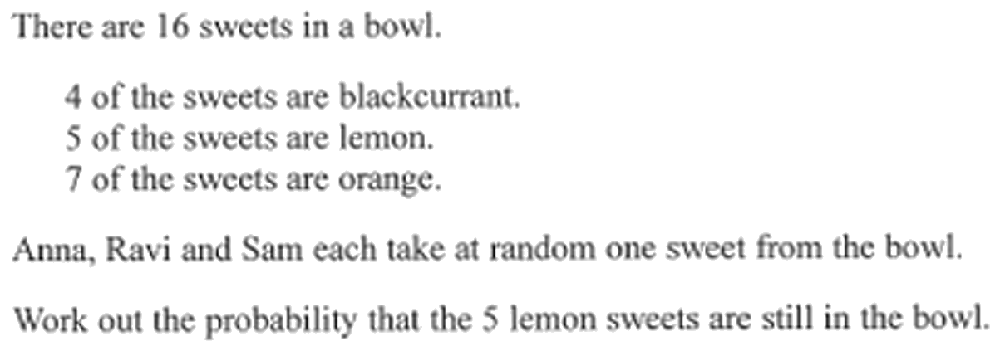 There are 16 sweets in a bowl.
4 of the sweets are blackcurrant.
5 of the sweets are lemon.
7 of the sweets are orange.
Anna, Ravi and Sam each take at random one sweet from the bowl.
Work out the probability that the 5 lemon sweets are still in the bowl.